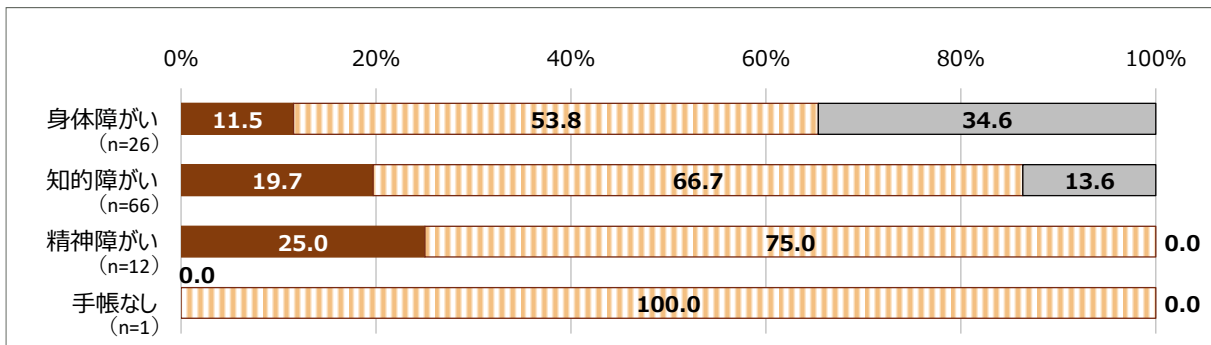 0% 20% 40% 60% 80% 100%
身体障がい 11.5 53.8 34.6
（n=26）
知的障がい 19.7 66.7 13.6
（n=66）
精神障がい 25.0 75.0 0.0
（n=12）
0.0
手帳なし 100.0 0.0
（n=1）